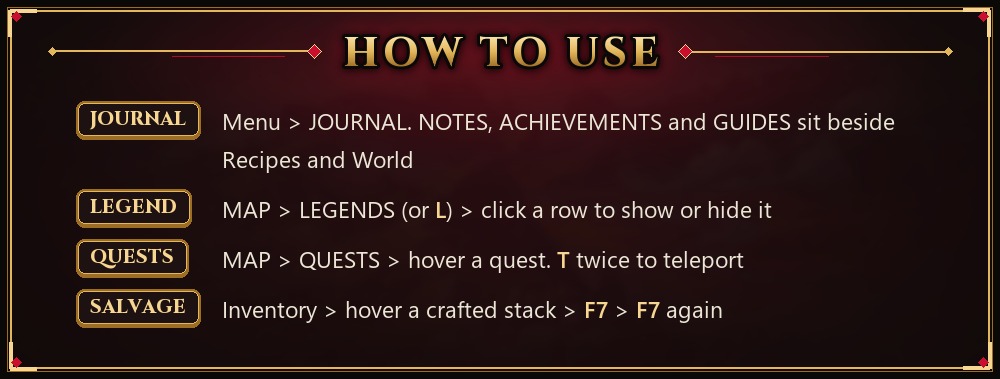 HOW TO USE
JOURNAL Menu > JOURNAL. NOTES, ACHIEVEMENTS and GUIDES sit beside
Recipes and World
LEGEND MAP > LEGENDS (or L) > click a row to show or hide it
QUESTS MAP > QUESTS > hover a quest. T twice to teleport
SALVAGE Inventory > hover a crafted stack > F7 > F7 again